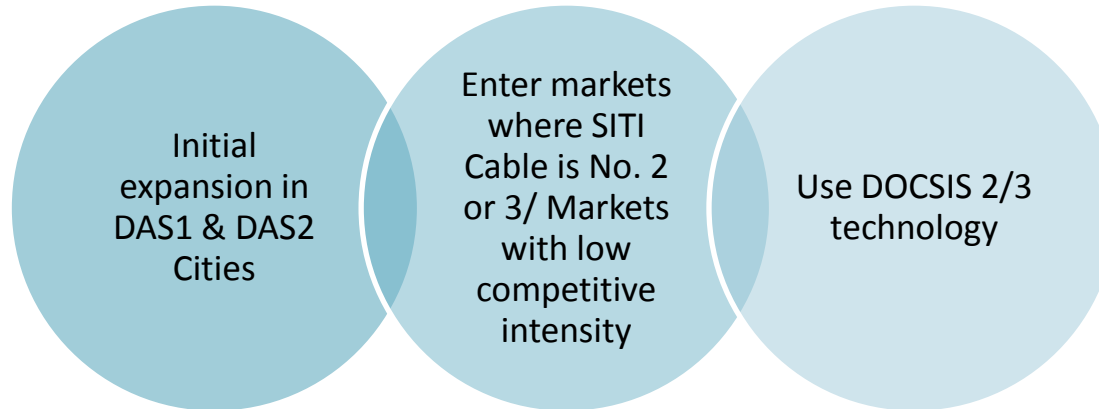 Initial
expansion in
DAS1 & DAS2
Cities
Enter markets
where SITI
Cable is No. 2
or 3/ Markets
with low
competitive
intensity
Use DOCSIS 2/3
technology